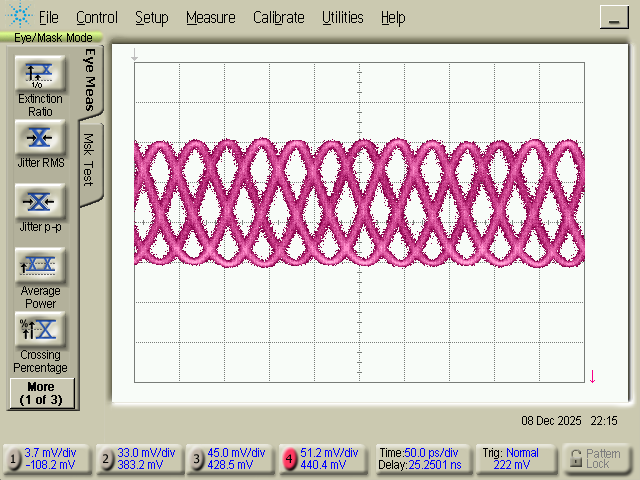 File Control Setup Measure Calibrate Utilities Help
Eye/Mask Mode
Eye Meas
Msk Test
1/0
Extinction
Ratio
Jitter RMS
Jitter p-p
Average
Power
%
Crossing
Percentage
More
(1 of 3)
08 Dec 2025 22:15
1 3.7 mV/div
-108.2 mV
2 33.0 mV/div
383.2 mV
3 45.0 mV/div
428.5 mV
4 51.2 mV/div
440.4 mV
Time:50.0 ps/div
Delay:25.2501 ns
Trig: Normal
222 mV
Pattern
Lock